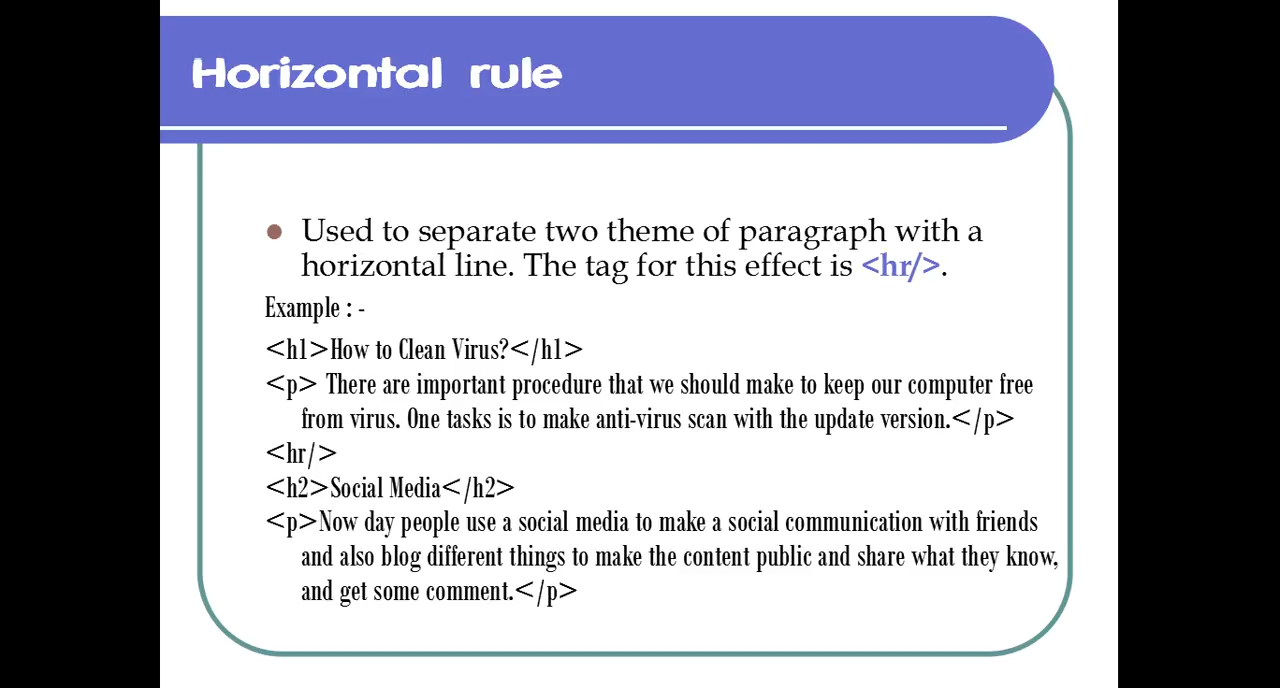 Horizontal rule
Used to separate two theme of paragraph with a
horizontal line. The tag for this effect is <hr/>.
Example : -
<h1>How to Clean Virus?</h1>
<p> There are important procedure that we should make to keep our computer free
from virus. One tasks is to make anti-virus scan with the update version.</p>
<hr/>
<h2>Social Media</h2>
<p>Now day people use a social media to make a social communication with friends
and also blog different things to make the content public and share what they know,
and get some comment.</p>